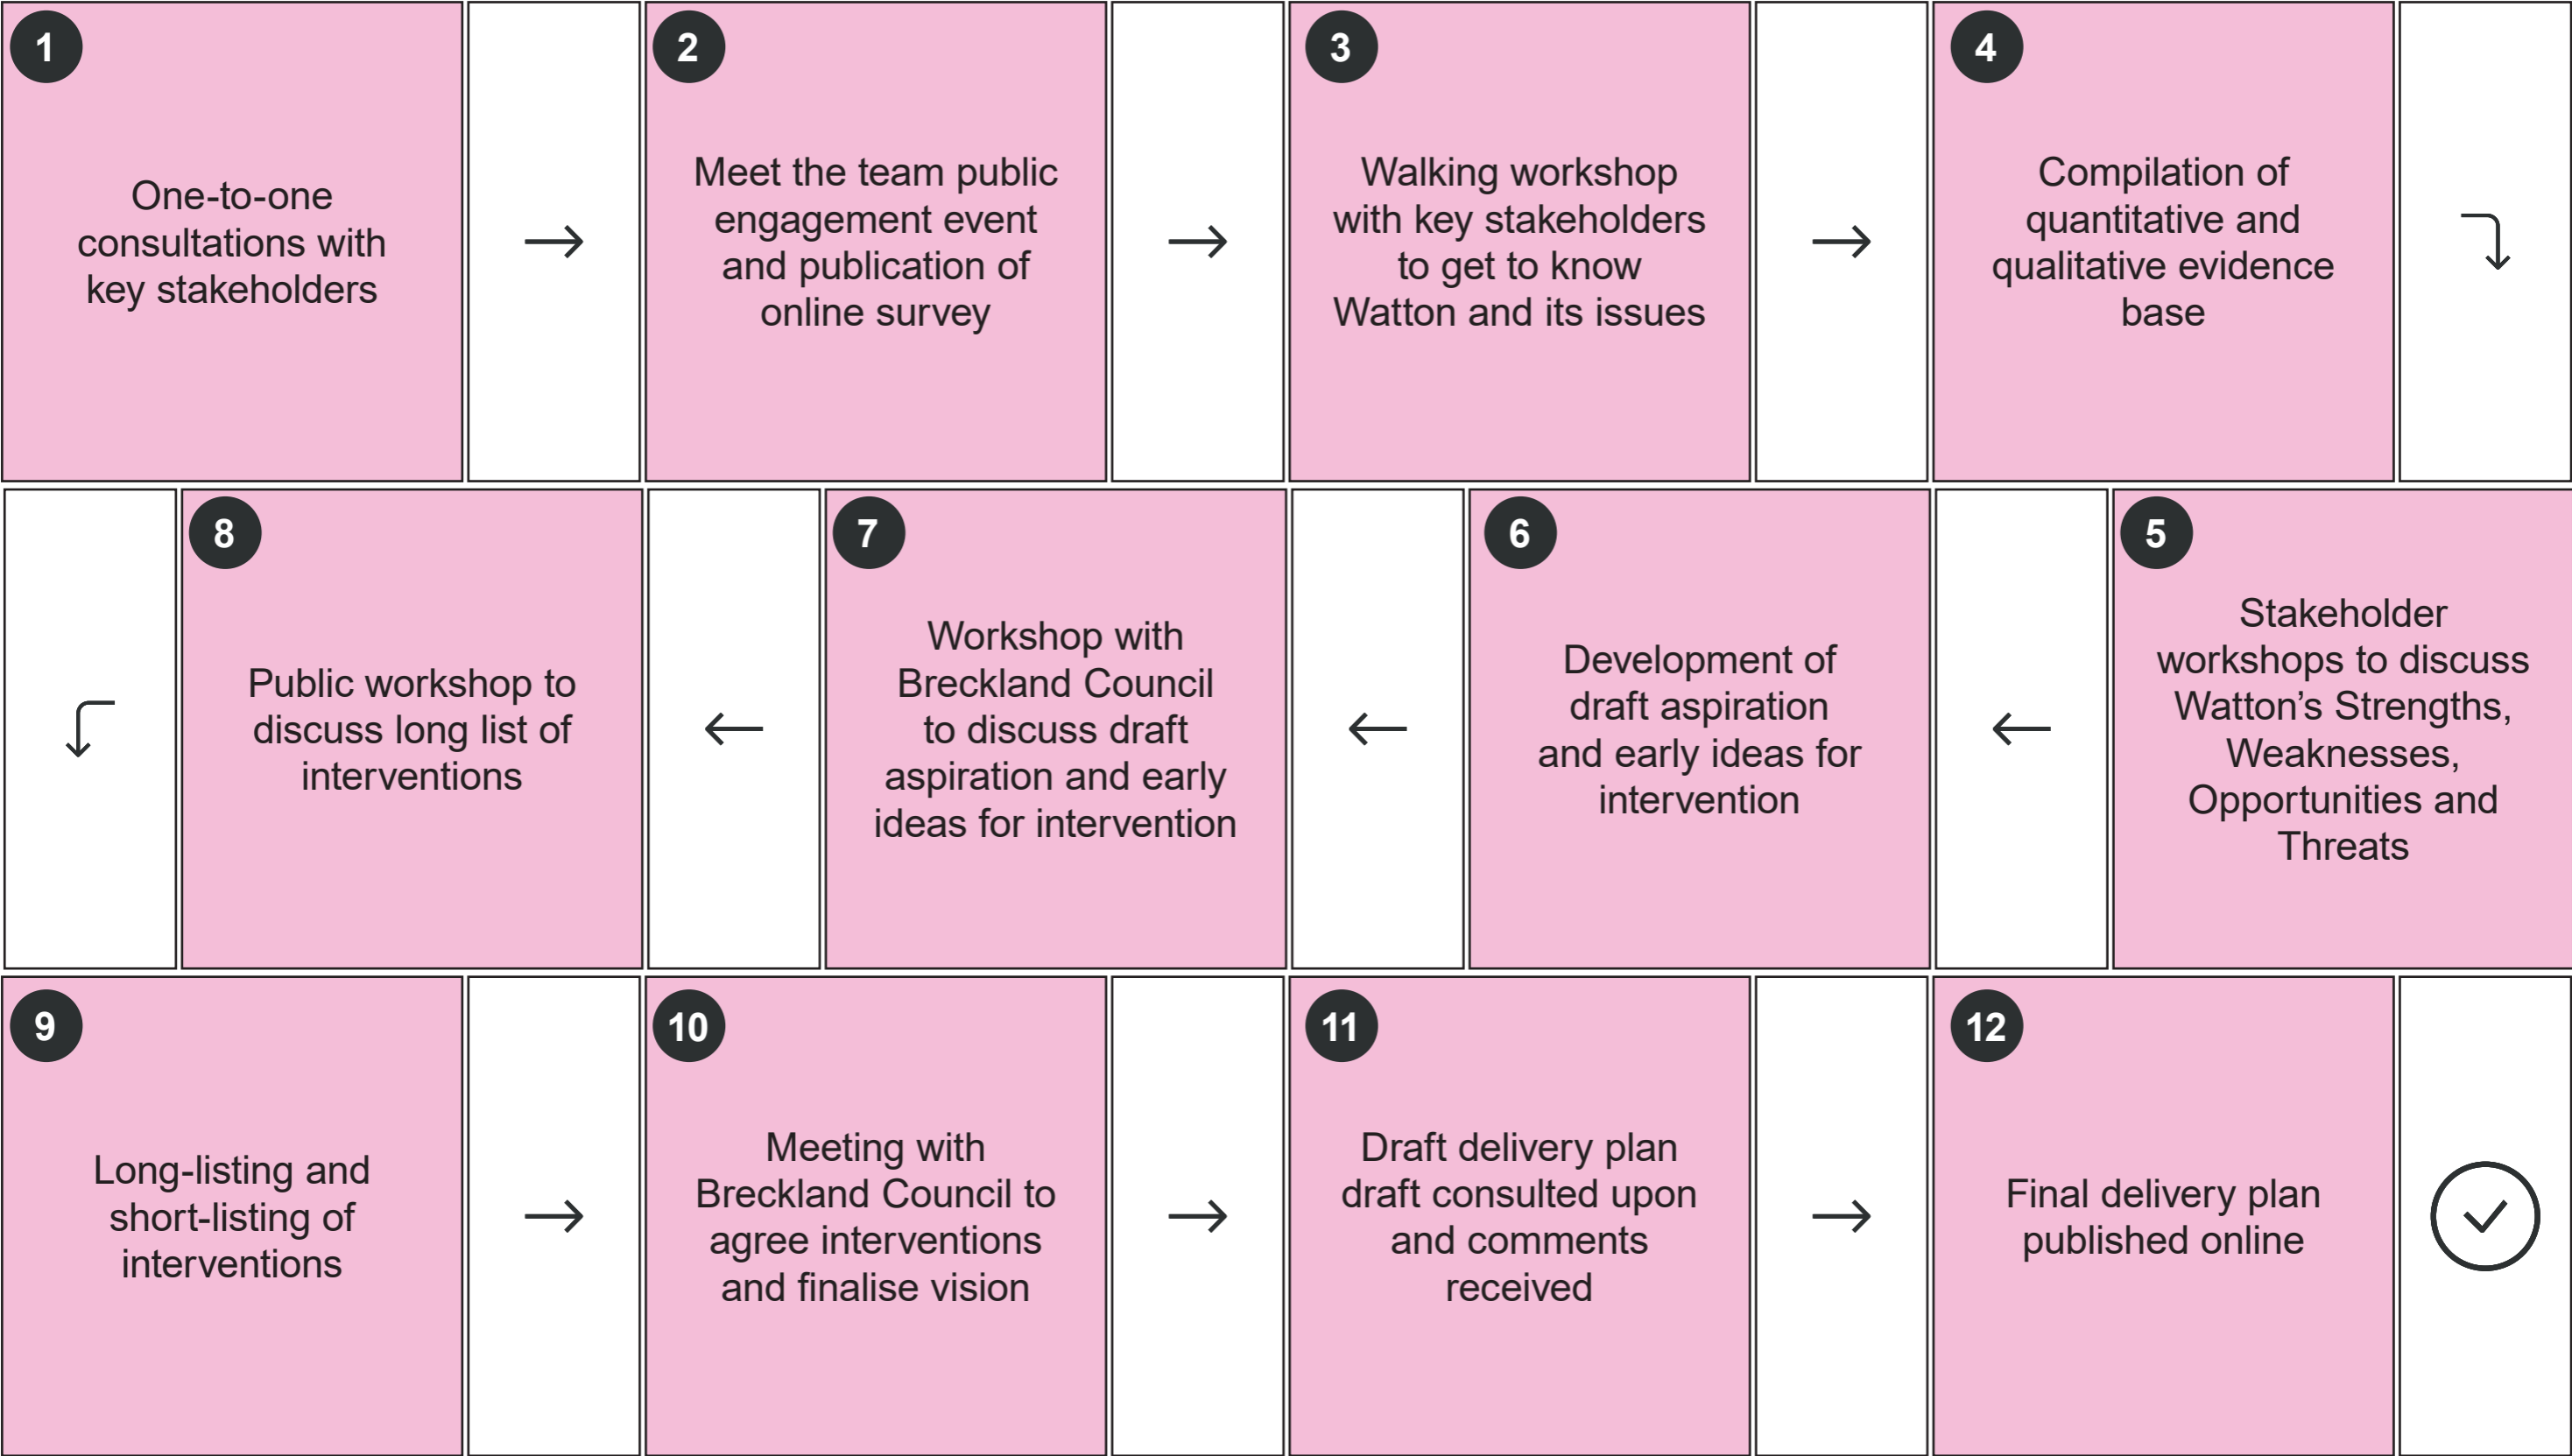 1
One-to-one
consultations with
key stakeholders
2
Meet the team public
engagement event
and publication of
online survey
3
Walking workshop
with key stakeholders
to get to know
Watton and its issues
4
Compilation of
quantitative and
qualitative evidence
base
5
Stakeholder
workshops to discuss
Watton’s Strengths,
Weaknesses,
Opportunities and
Threats
6
Development of
draft aspiration
and early ideas for
intervention
7
Workshop with
Breckland Council
to discuss draft
aspiration and early
ideas for intervention
8
Public workshop to
discuss long list of
interventions
9
Long-listing and
short-listing of
interventions
10
Meeting with
Breckland Council to
agree interventions
and finalise vision
11
Draft delivery plan
draft consulted upon
and comments
received
12
Final delivery plan
published online